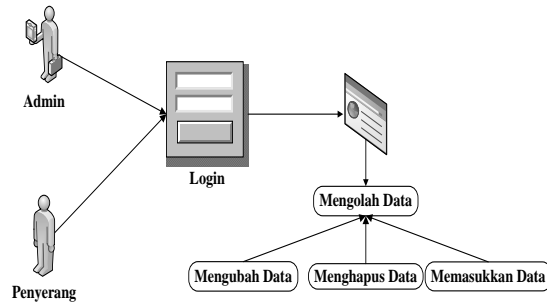 Admin
Login
Mengolah Data
Penyerang
Mengubah Data
Menghapus Data
Memasukkan Data